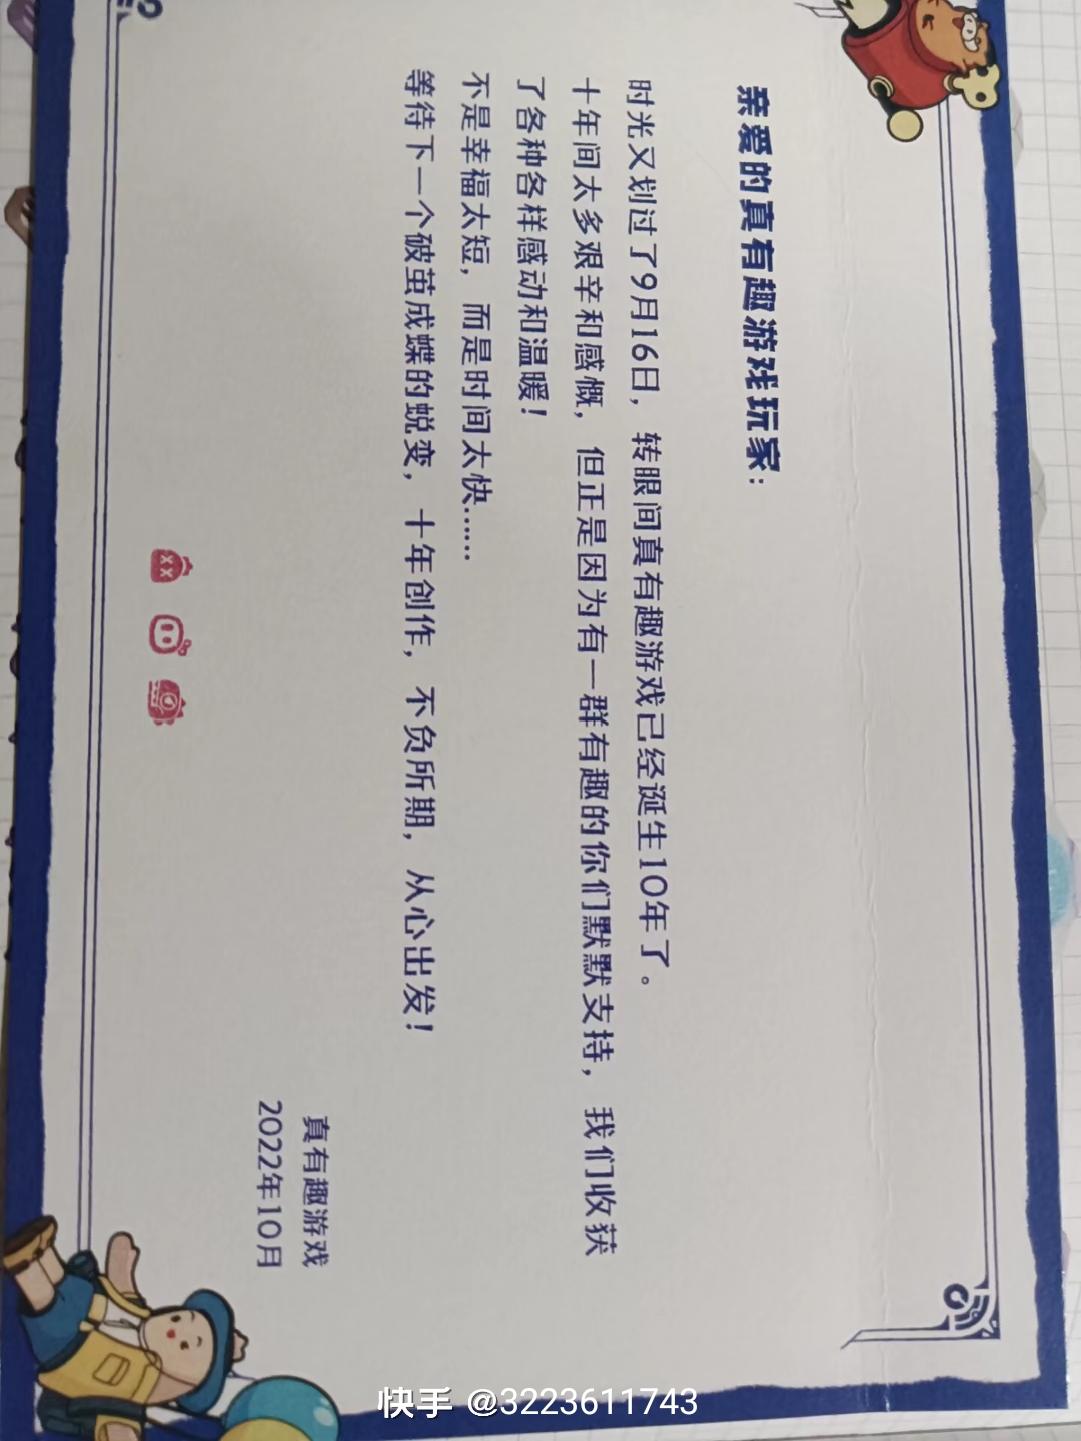 亲爱的真有趣游戏玩家：
时光又划过了9月16日，转眼间真有趣游戏已经诞生10年了。
十年间太多艰辛和感慨，但正是因为有一群有趣的你们默默支持，我们收获
了各种各样感动和温暖！
不是幸福太短，而是时间太快……
等待下一个破茧成蝶的蜕变，十年创作，不负所期，从心出发！
真有趣游戏
2022年10月
快手 @3223611743